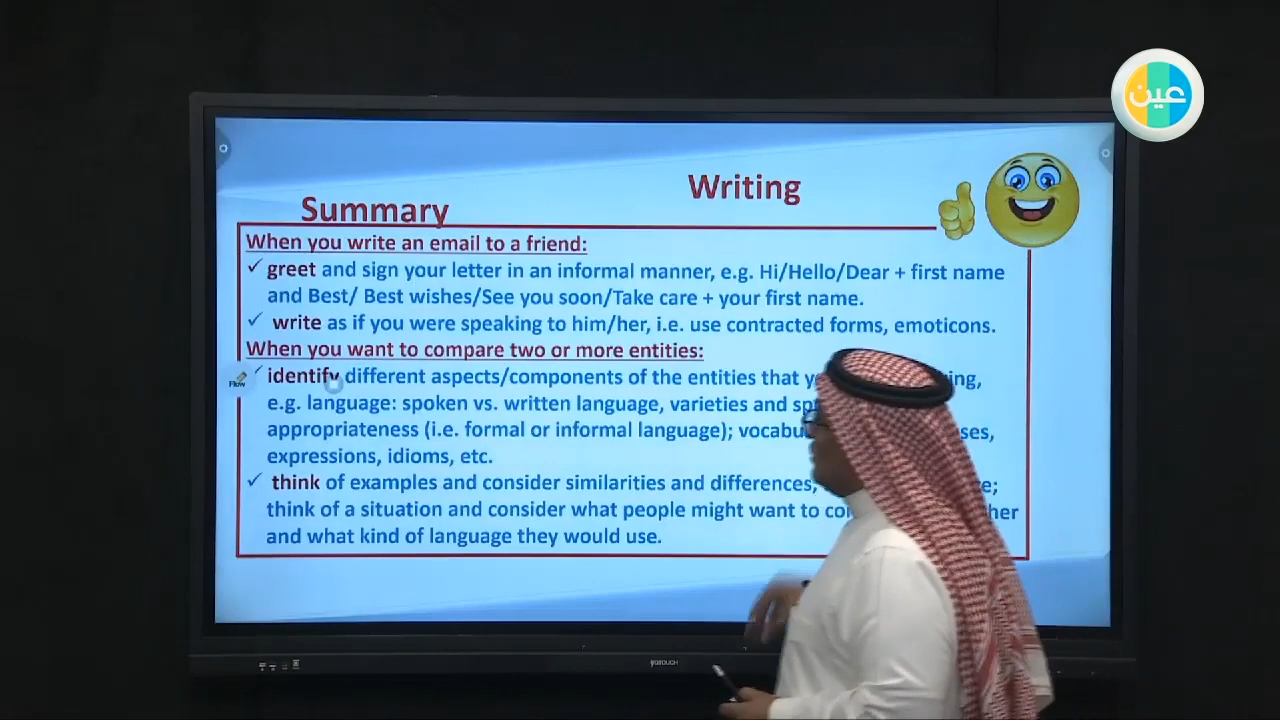 عين
Writing
Summary
When you write an email to a friend:
✓ greet and sign your letter in an informal manner, e.g. Hi/Hello/Dear + first name
and Best/ Best wishes/See you soon/Take care + your first name.
✓ write as if you were speaking to him/her, i.e. use contracted forms, emoticons.
When you want to compare two or more entities:
✓ identify different aspects/components of the entities that
e.g. language: spoken vs. written language, varieties and
appropriateness (i.e. formal or informal language);
expressions, idioms, etc.
✓ think of examples and consider similarities and differences,
think of a situation and consider what people might want to
and what kind of language they would use.
Flow